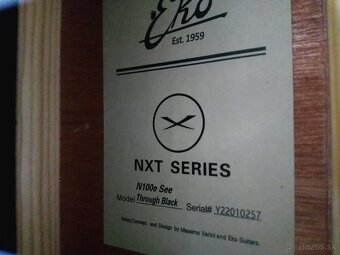 Eko
Est. 1959
NXT SERIES
N100e See
Model Through Black Serial# Y22010257
Vision,Concept and Design by Massimo Varini and Eko Guitars
Bazos.sk